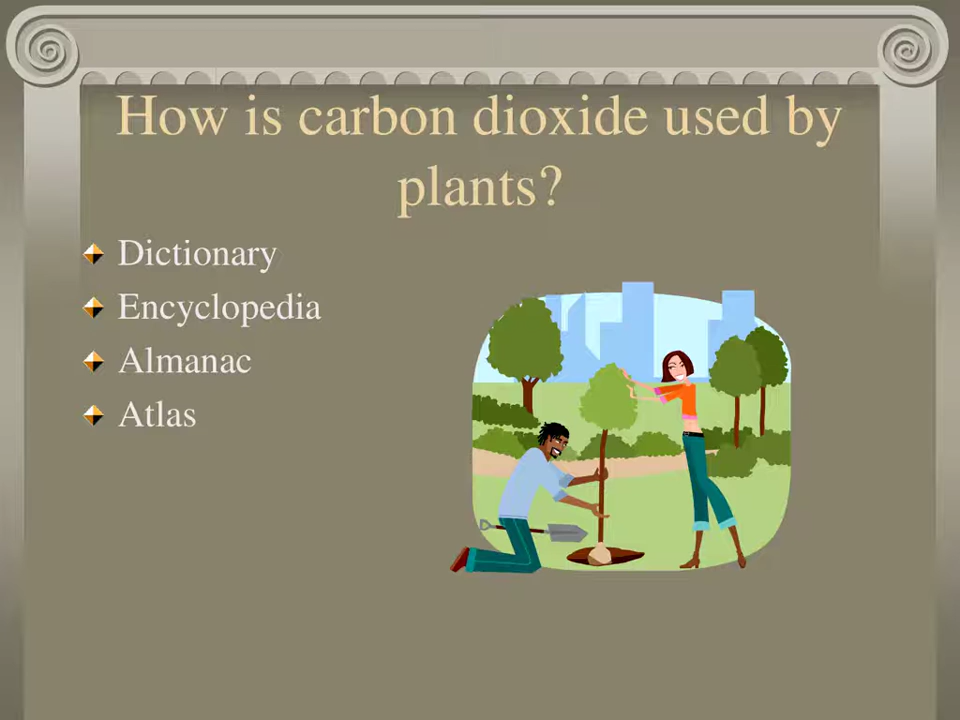 How is carbon dioxide used by
plants?
Dictionary
Encyclopedia
Almanac
Atlas